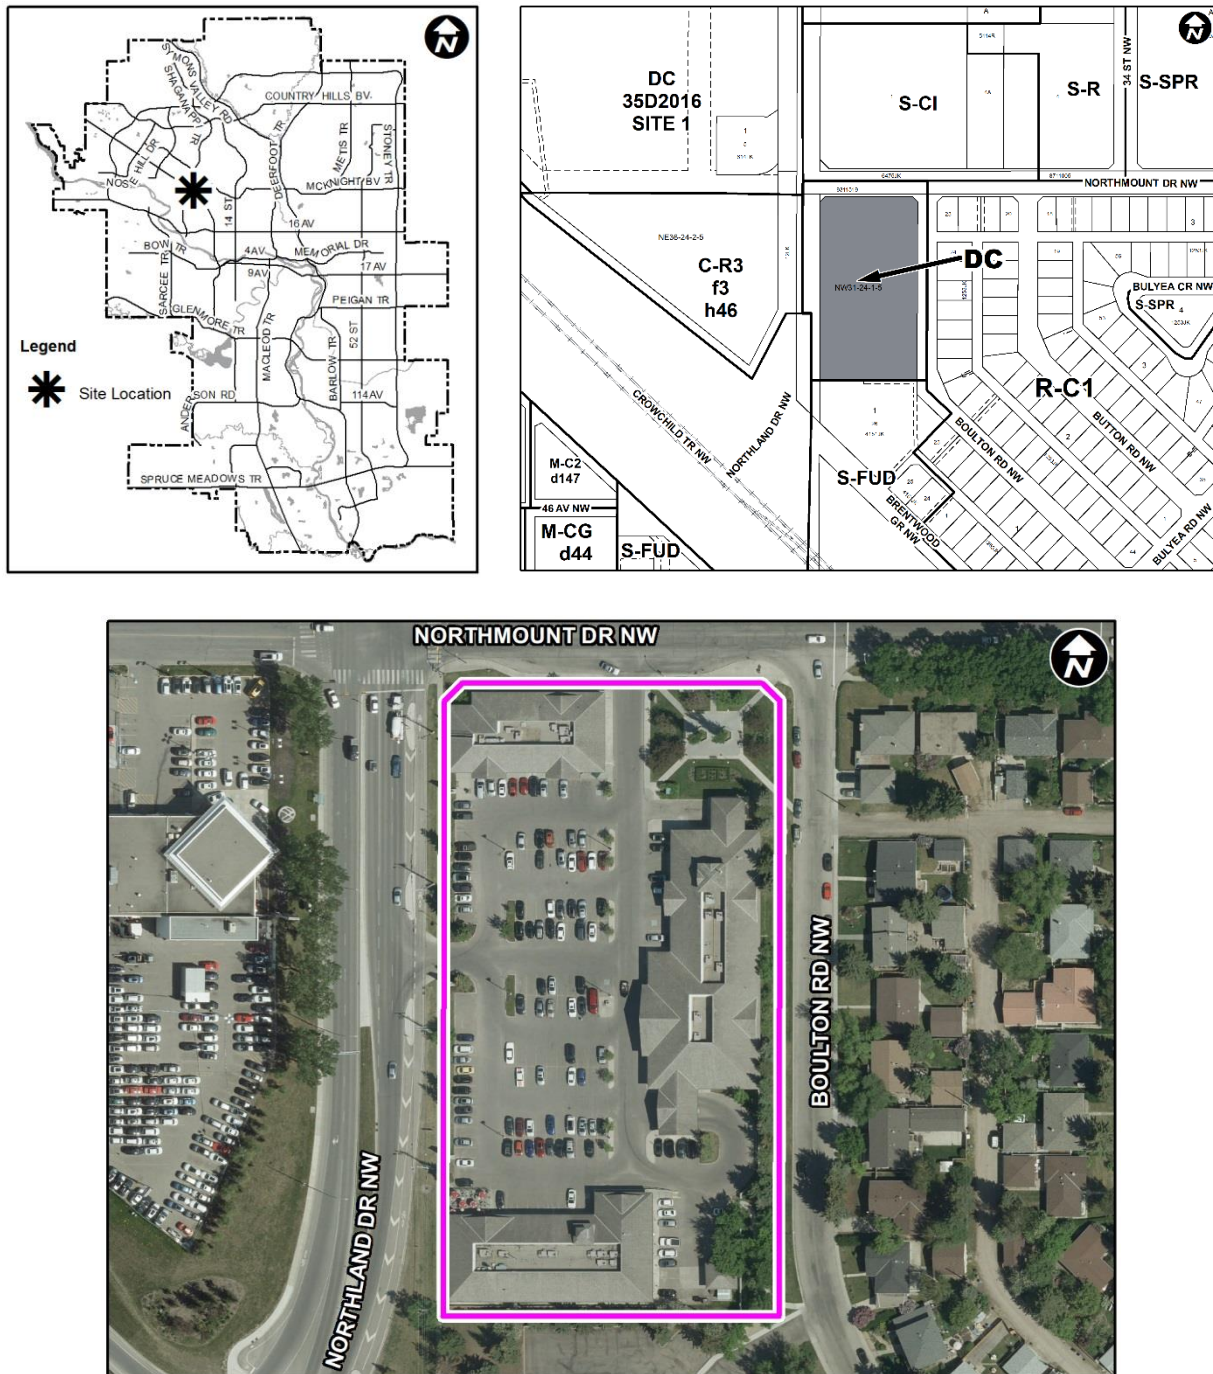 N
SYMONS VALLEY RD
SHAGANAPPI TR
COUNTRY HILLS BV
DEERFOOT TR
METIS TR
STONEY TR
NOSE HILL DR
MCKNIGHT BV
14 ST
16 AV
BOW TR
4AV
MEMORIAL DR
9AV
17 AV
SARCEE TR
PEIGAN TR
GLENMORE TR
MACLEOD TR
52 ST
BARLOW TR
Legend
Site Location
ANDERSON RD
114 AV
SPRUCE MEADOWS TR
N
DC
35D2016
SITE 1
S-CI
S-R
34 ST NW
S-SPR
NORTHMOUNT DR NW
NE36-24-2-5
C-R3
f3
h46
DC
NW31-24-1-5
BULYEA CR NW
S-SPR
R-C1
CROWCHILD TR NW
NORTHLAND DR NW
BOULTON RD NW
BUTTON RD NW
M-C2
d147
S-FUD
46 AV NW
BRENTWOOD
GR NW
BULYEA RD NW
M-CG
d44
S-FUD
NORTHMOUNT DR NW
N
BOULTON RD NW
NORTHLAND DR NW